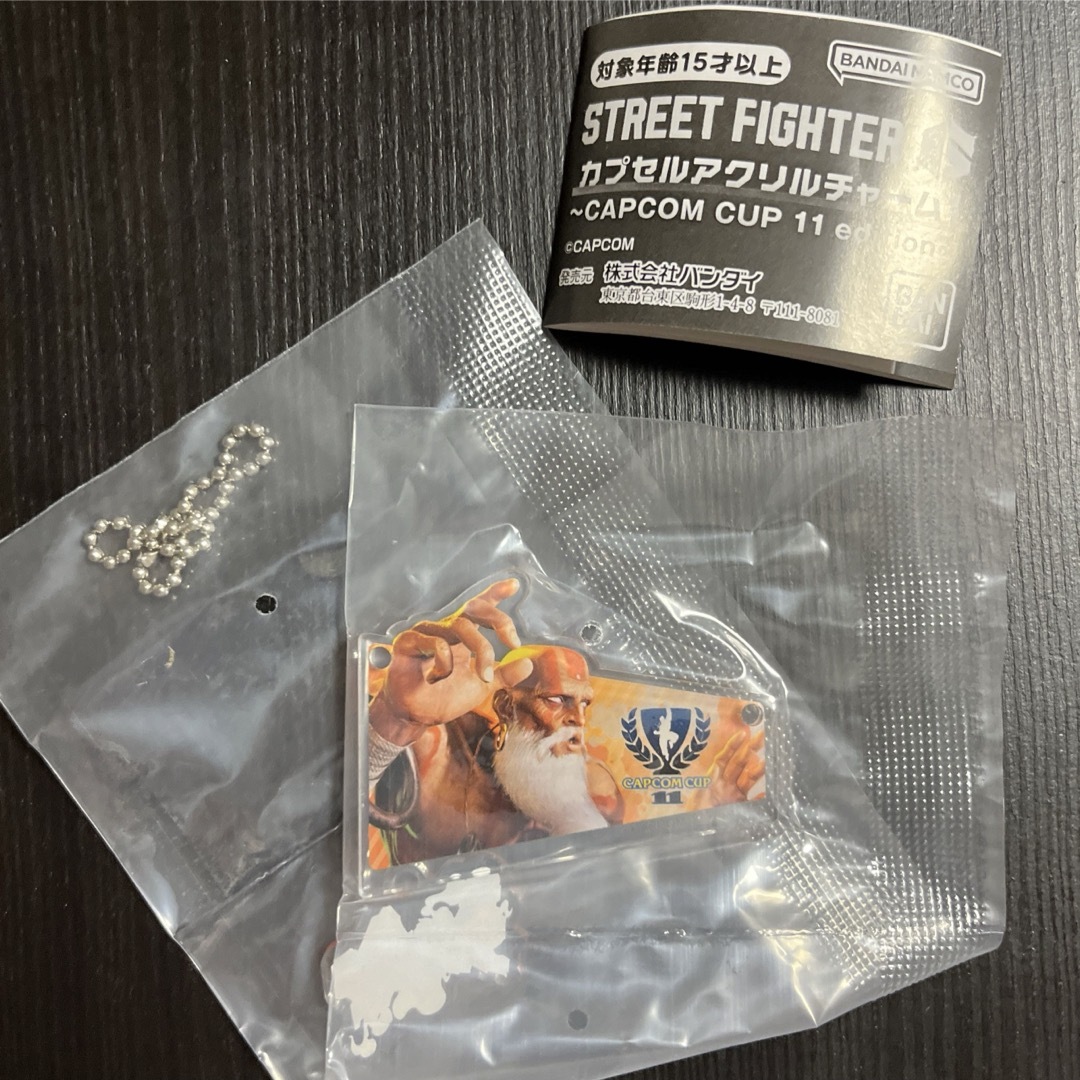 対象年齢15才以上
BANDAI NAMCO
STREET FIGHTER
カプセルアクリルチャーム
~CAPCOM CUP 11 edition~
©CAPCOM
発売元 株式会社バンダイ
東京都台東区駒形1-4-8 〒111-8081
CAPCOM CUP
11